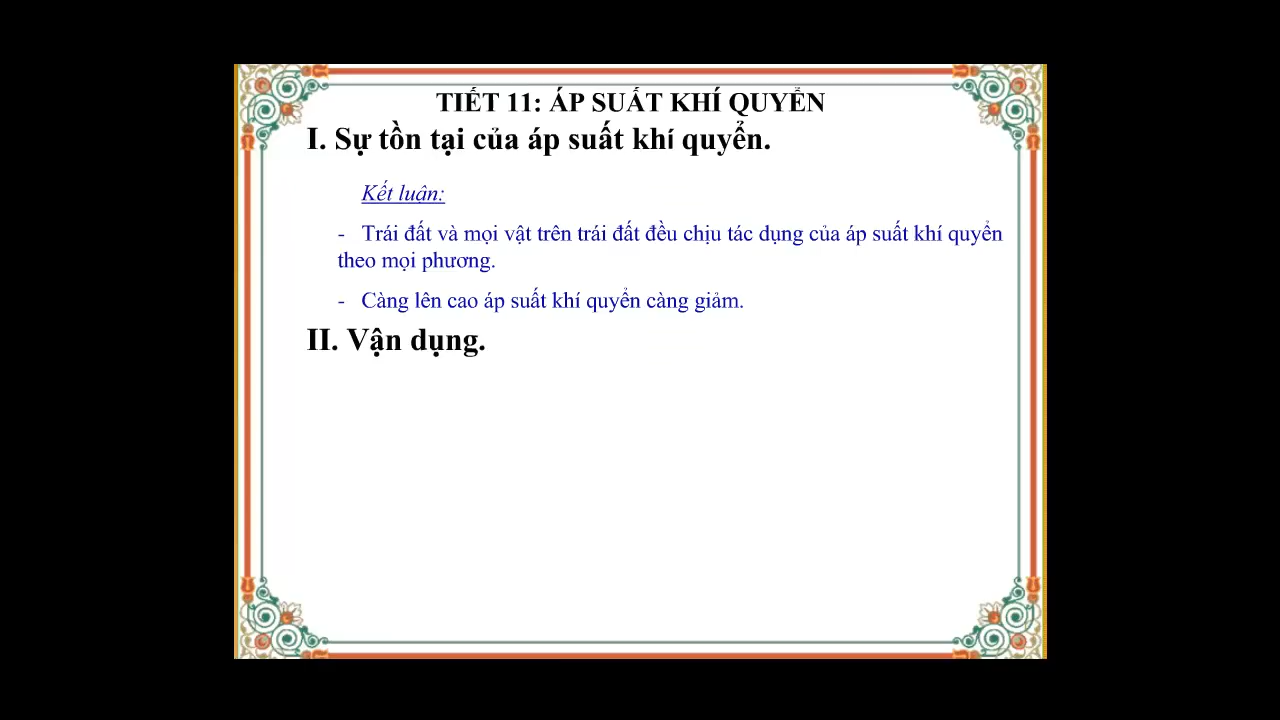 TIẾT 11: ÁP SUẤT KHÍ QUYỂN
I. Sự tồn tại của áp suất khí quyển.
Kết luận:
- Trái đất và mọi vật trên trái đất đều chịu tác dụng của áp suất khí quyển
theo mọi phương.
- Càng lên cao áp suất khí quyển càng giảm.
II. Vận dụng.